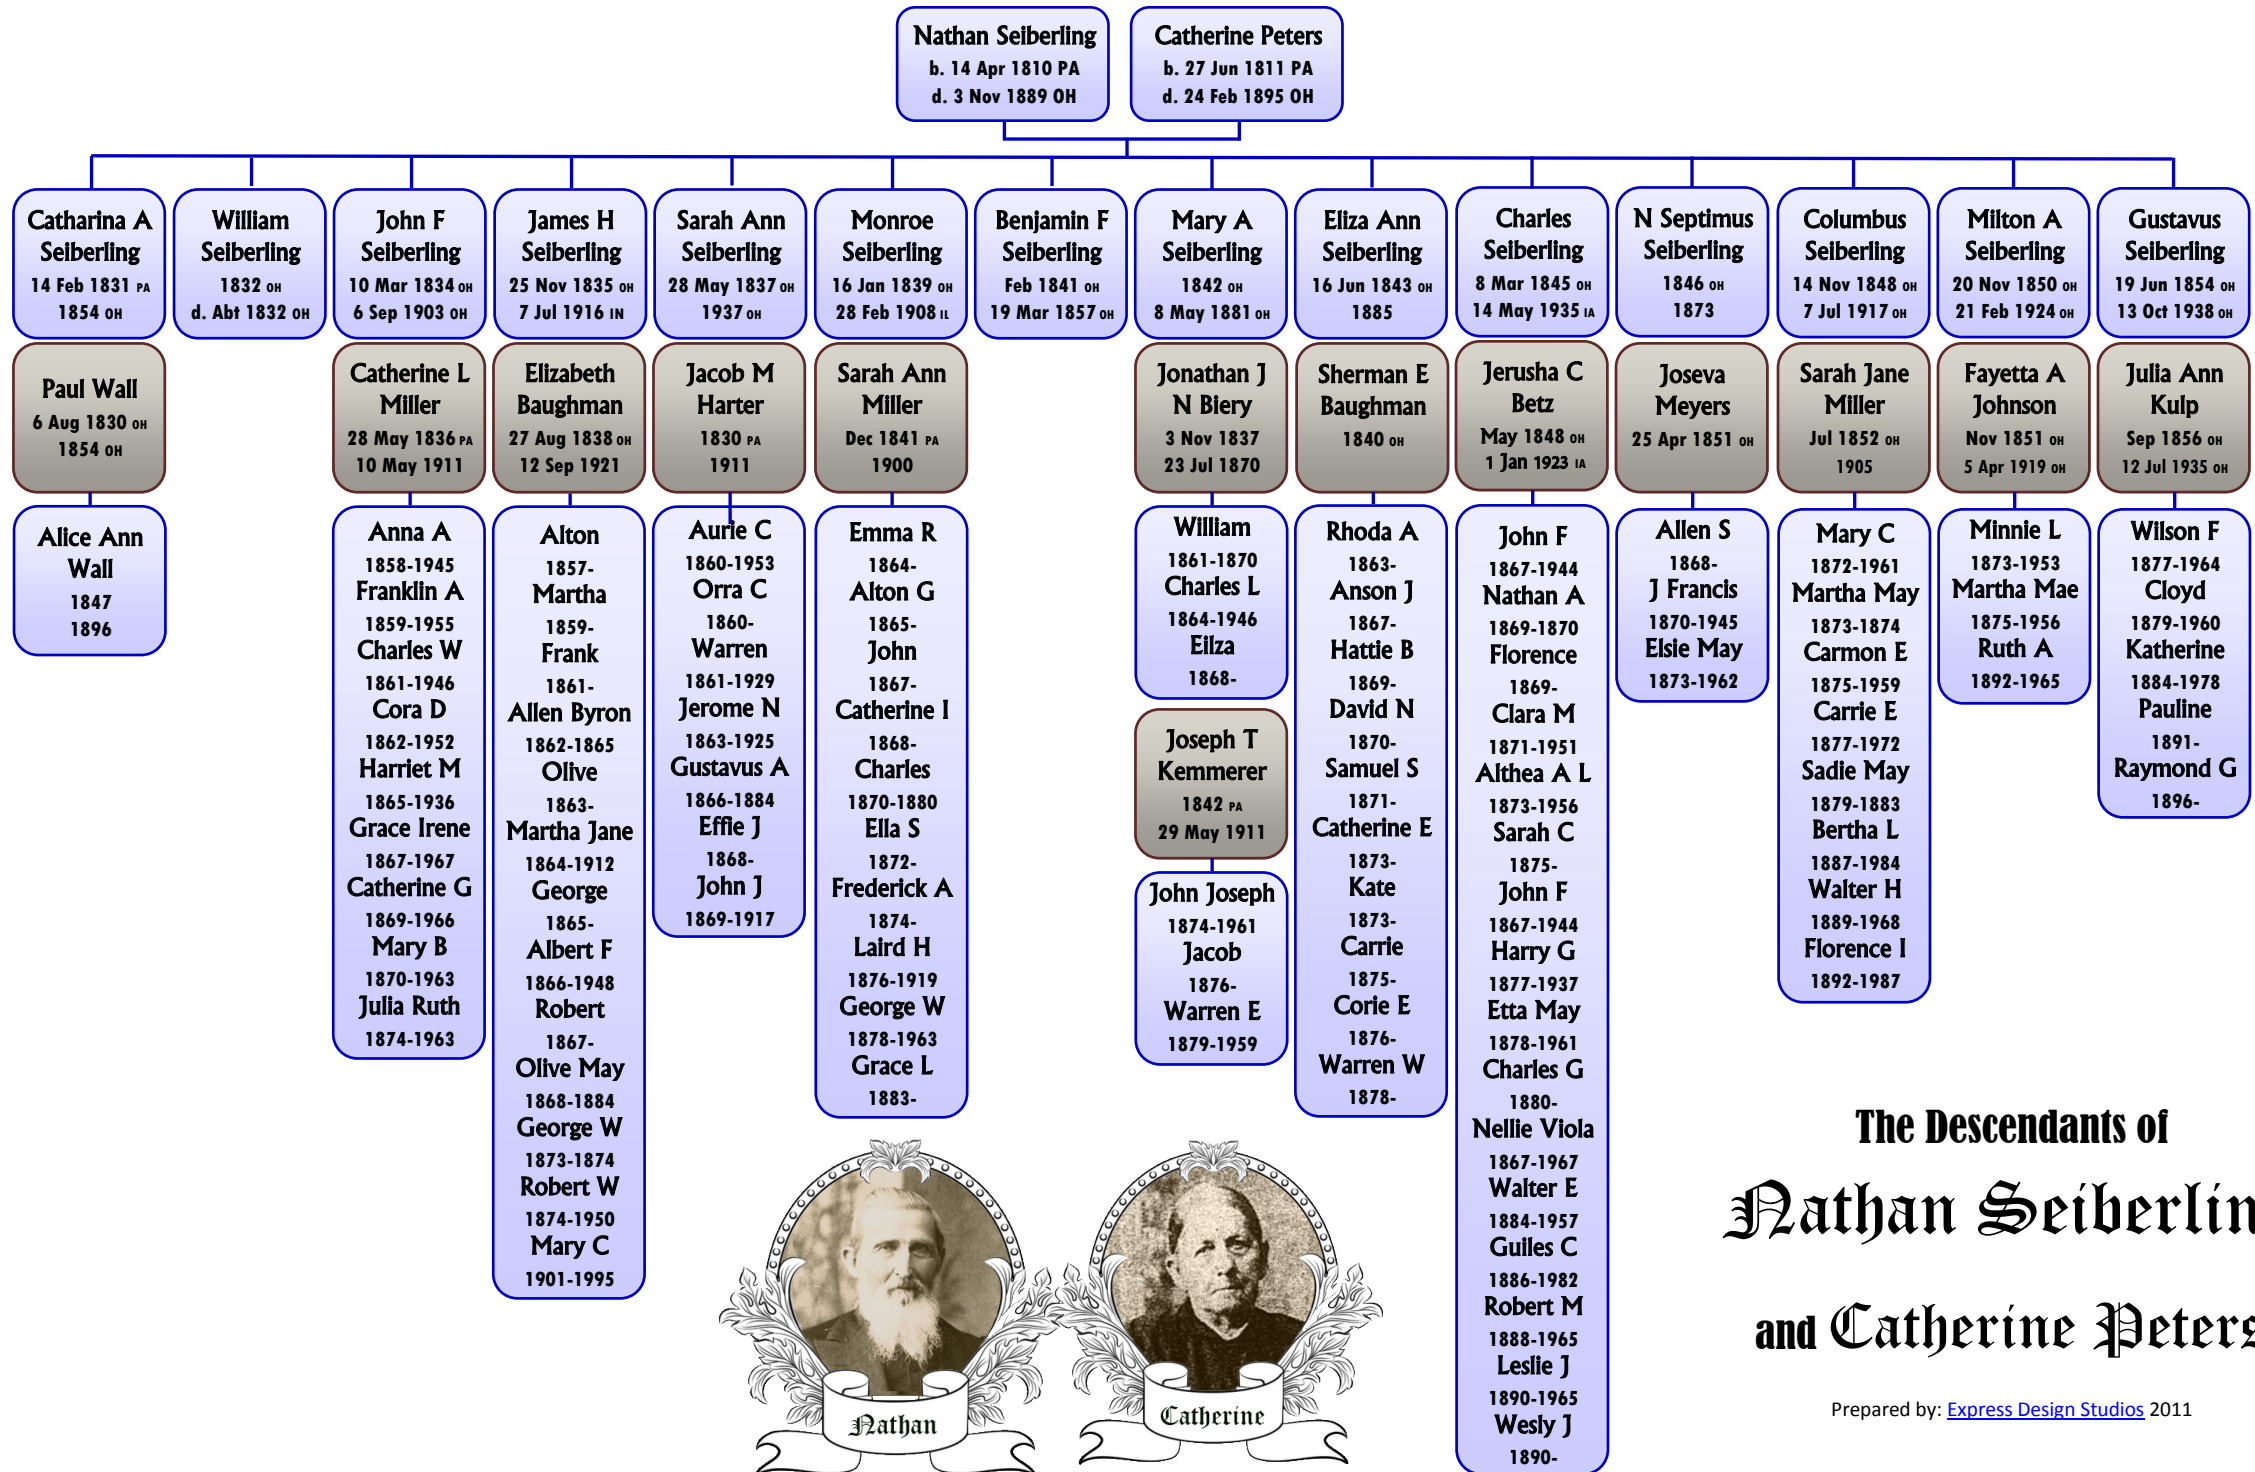 Nathan Seiberling
b. 14 Apr 1810 PA
d. 3 Nov 1889 OH
Catherine Peters
b. 27 Jun 1811 PA
d. 24 Feb 1895 OH
Catharina A
Seiberling
14 Feb 1831 PA
1854 OH
Paul Wall
6 Aug 1830 OH
1854 OH
Alice Ann
Wall
1847
1896
William
Seiberling
1832 OH
d. Abt 1832 OH
John F
Seiberling
10 Mar 1834 OH
6 Sep 1903 OH
Catherine L
Miller
28 May 1836 PA
10 May 1911
Anna A
1858-1945
Franklin A
1859-1955
Charles W
1861-1946
Cora D
1862-1952
Harriet M
1865-1936
Grace Irene
1867-1967
Catherine G
1869-1966
Mary B
1870-1963
Julia Ruth
1874-1963
James H
Seiberling
25 Nov 1835 OH
7 Jul 1916 IN
Elizabeth
Baughman
27 Aug 1838 OH
12 Sep 1921
Alton
1857-
Martha
1859-
Frank
1861-
Allen Byron
1862-1865
Olive
1863-
Martha Jane
1864-1912
George
1865-
Albert F
1866-1948
Robert
1867-
Olive May
1868-1884
George W
1873-1874
Robert W
1874-1950
Mary C
1901-1995
Sarah Ann
Seiberling
28 May 1837 OH
1937 OH
Jacob M
Harter
1830 PA
1911
Aurie C
1860-1953
Orra C
1860-
Warren
1861-1929
Jerome N
1863-1925
Gustavus A
1866-1884
Effie J
1868-
John J
1869-1917
Monroe
Seiberling
16 Jan 1839 OH
28 Feb 1908 IL
Sarah Ann
Miller
Dec 1841 PA
1900
Emma R
1864-
Alton G
1865-
John
1867-
Catherine I
1868-
Charles
1870-1880
Ella S
1872-
Frederick A
1874-
Laird H
1876-1919
George W
1878-1963
Grace L
1883-
Benjamin F
Seiberling
Feb 1841 OH
19 Mar 1857 OH
Mary A
Seiberling
1842 OH
8 May 1881 OH
Jonathan J
N Biery
3 Nov 1837
23 Jul 1870
William
1861-1870
Charles L
1864-1946
Eilza
1868-
Joseph T
Kemmerer
1842 PA
29 May 1911
John Joseph
1874-1961
Jacob
1876-
Warren E
1879-1959
Eliza Ann
Seiberling
16 Jun 1843 OH
1885
Sherman E
Baughman
1840 OH
Rhoda A
1863-
Anson J
1867-
Hattie B
1869-
David N
1870-
Samuel S
1871-
Catherine E
1873-
Kate
1873-
Carrie
1875-
Corie E
1876-
Warren W
1878-
Charles
Seiberling
8 Mar 1845 OH
14 May 1935 IA
Jerusha C
Betz
May 1848 OH
1 Jan 1923 IA
John F
1867-1944
Nathan A
1869-1870
Florence
1869-
Clara M
1871-1951
Althea A L
1873-1956
Sarah C
1875-
John F
1867-1944
Harry G
1877-1937
Etta May
1878-1961
Charles G
1880-
Nellie Viola
1867-1967
Walter E
1884-1957
Guiles C
1886-1982
Robert M
1888-1965
Leslie J
1890-1965
Wesly J
1890-
N Septimus
Seiberling
1846 OH
1873
Joseva
Meyers
25 Apr 1851 OH
Allen S
1868-
J Francis
1870-1945
Elsie May
1873-1962
Columbus
Seiberling
14 Nov 1848 OH
7 Jul 1917 OH
Sarah Jane
Miller
Jul 1852 OH
1905
Mary C
1872-1961
Martha May
1873-1874
Carmon E
1875-1959
Carrie E
1877-1972
Sadie May
1879-1883
Bertha L
1887-1984
Walter H
1889-1968
Florence I
1892-1987
Milton A
Seiberling
20 Nov 1850 OH
21 Feb 1924 OH
Fayetta A
Johnson
Nov 1851 OH
5 Apr 1919 OH
Minnie L
1873-1953
Martha Mae
1875-1956
Ruth A
1892-1965
Gustavus
Seiberling
19 Jun 1854 OH
13 Oct 1938 OH
Julia Ann
Kulp
Sep 1856 OH
12 Jul 1935 OH
Wilson F
1877-1964
Cloyd
1879-1960
Katherine
1884-1978
Pauline
1891-
Raymond G
1896-
Nathan
Catherine
The Descendants of
Nathan Seiberlin
and Catherine Peters
Prepared by: Express Design Studios 2011